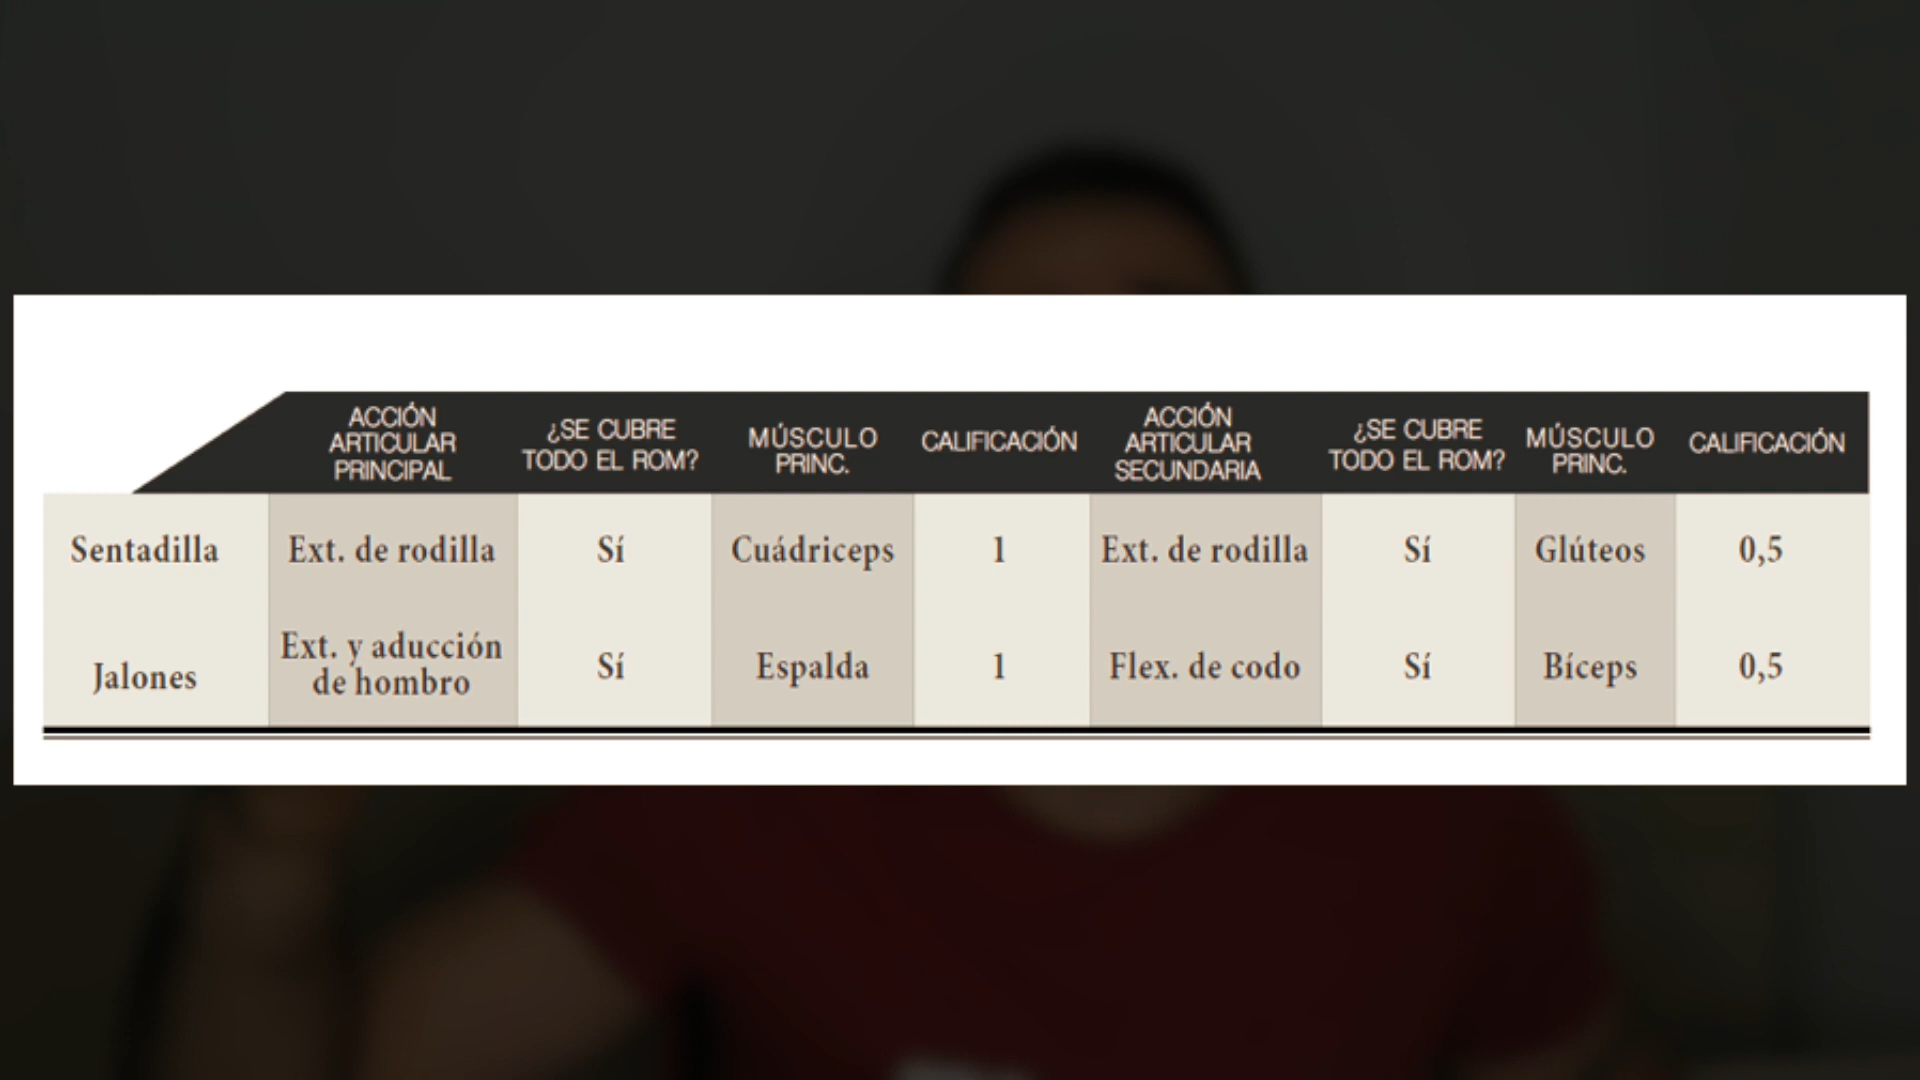 ACCIÓN
ARTICULAR
PRINCIPAL
¿SE CUBRE
TODO EL ROM?
MÚSCULO
PRINC.
CALIFICACIÓN
ACCIÓN
ARTICULAR
SECUNDARIA
¿SE CUBRE
TODO EL ROM?
MÚSCULO
PRINC.
CALIFICACIÓN
Sentadilla
Ext. de rodilla
Sí
Cuádriceps
1
Ext. de rodilla
Sí
Glúteos
0,5
Jalones
Ext. y aducción
de hombro
Sí
Espalda
1
Flex. de codo
Sí
Bíceps
0,5